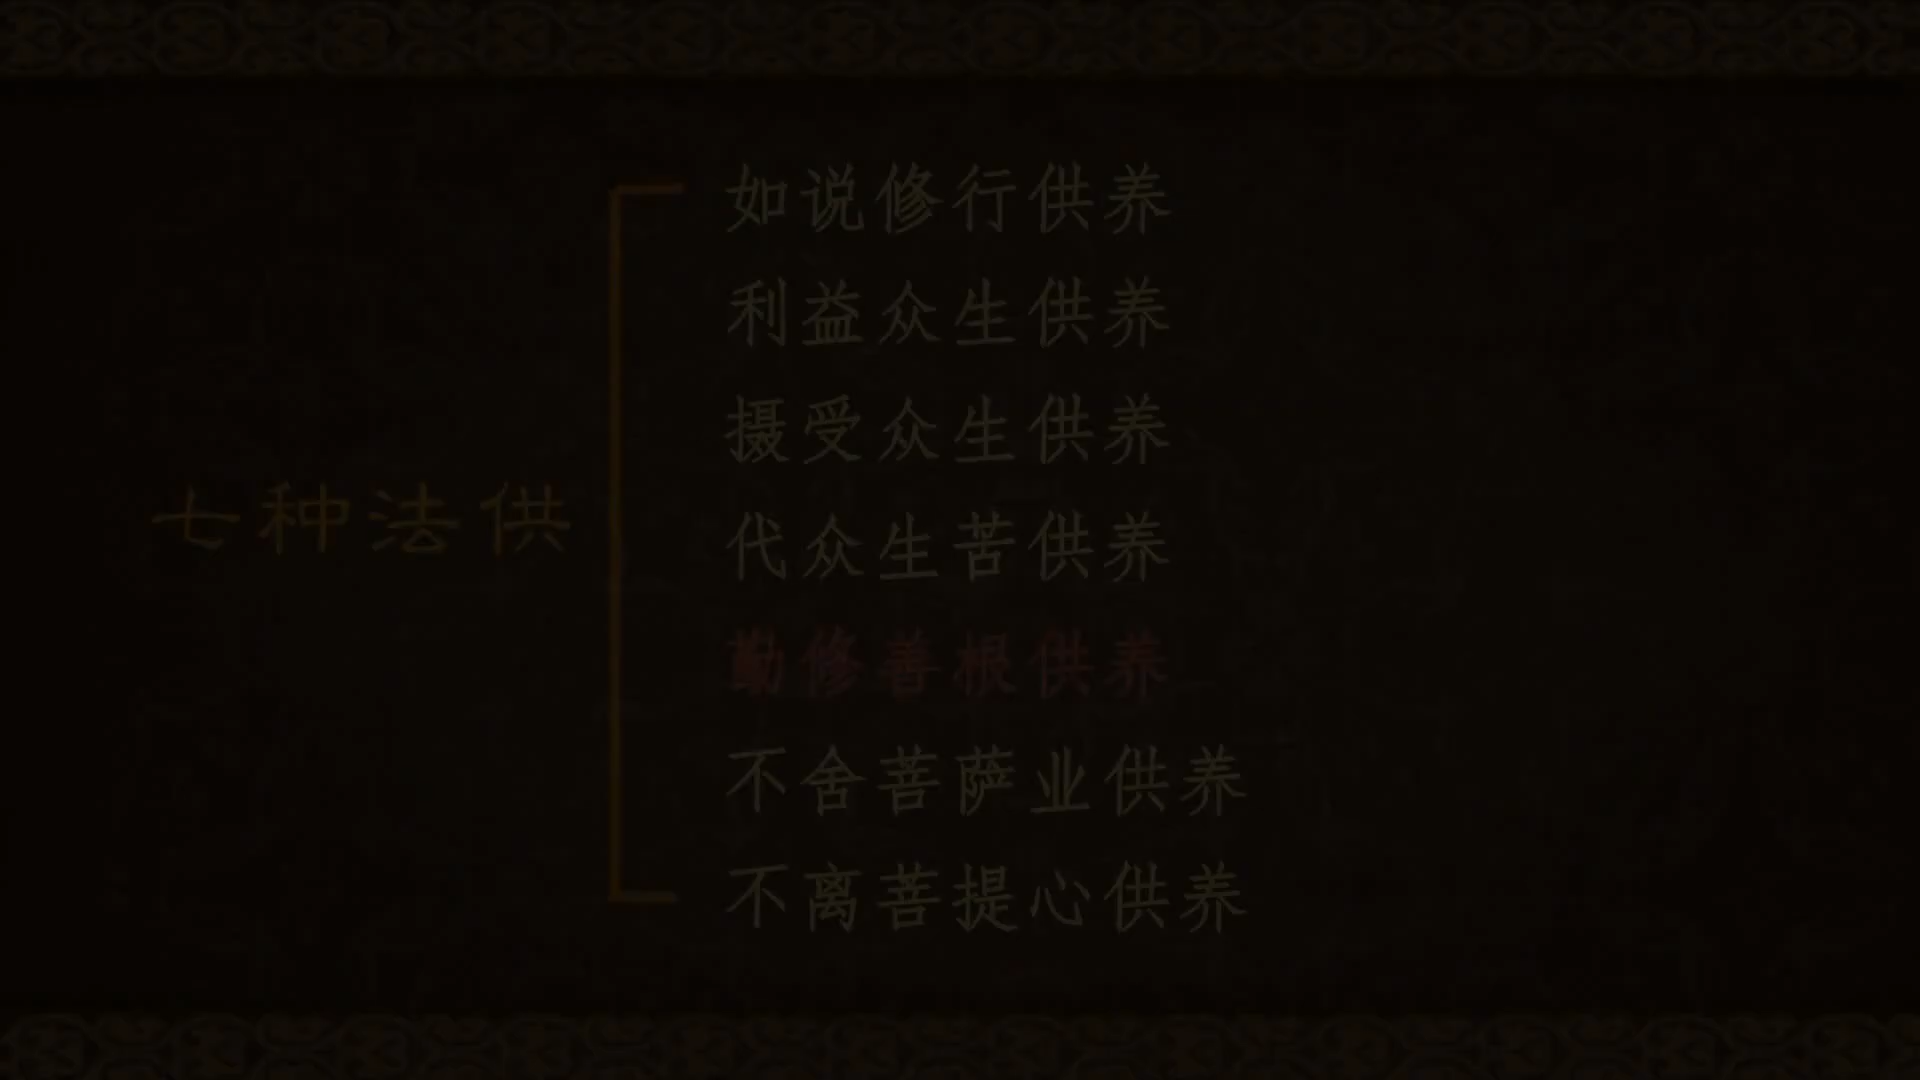 七种法供
如说修行供养
利益众生供养
摄受众生供养
代众生苦供养
勤修善根供养
不舍菩萨业供养
不离菩提心供养